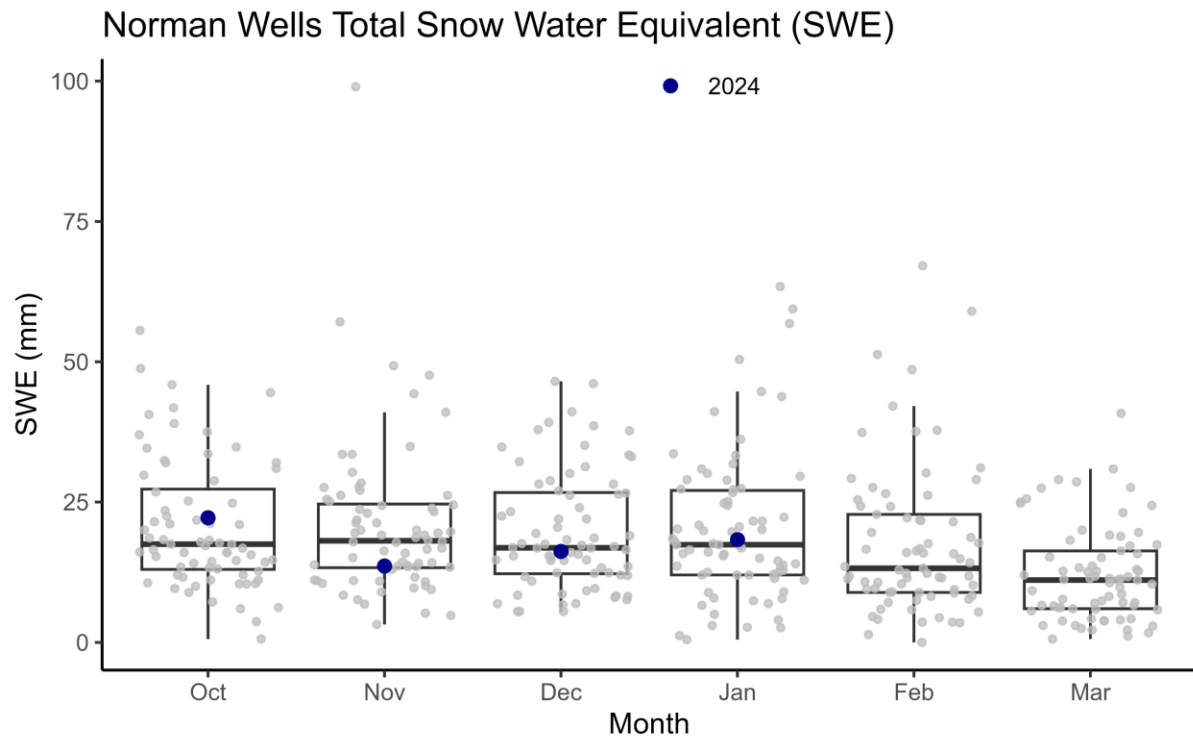 Norman Wells Total Snow Water Equivalent (SWE)
2024
100
75
50
25
0
SWE (mm)
Oct Nov Dec Jan Feb Mar
Month